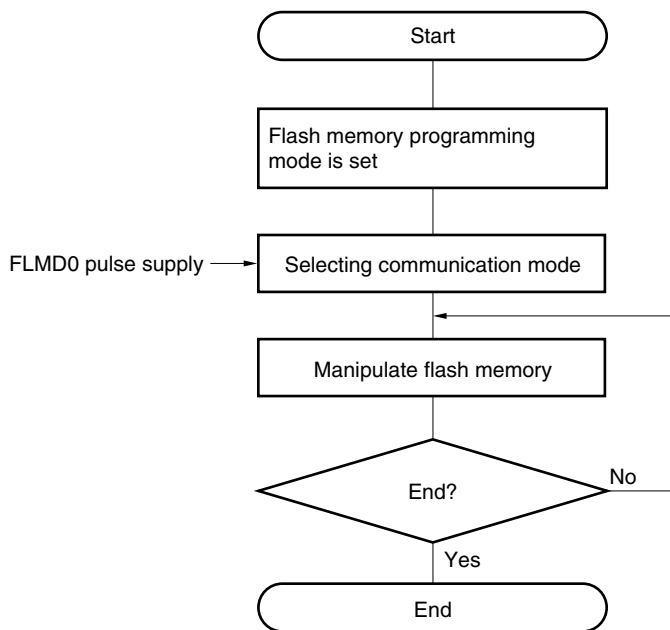 Start
Flash memory programming
mode is set
FLMD0 pulse supply
Selecting communication mode
Manipulate flash memory
End?
No
Yes
End